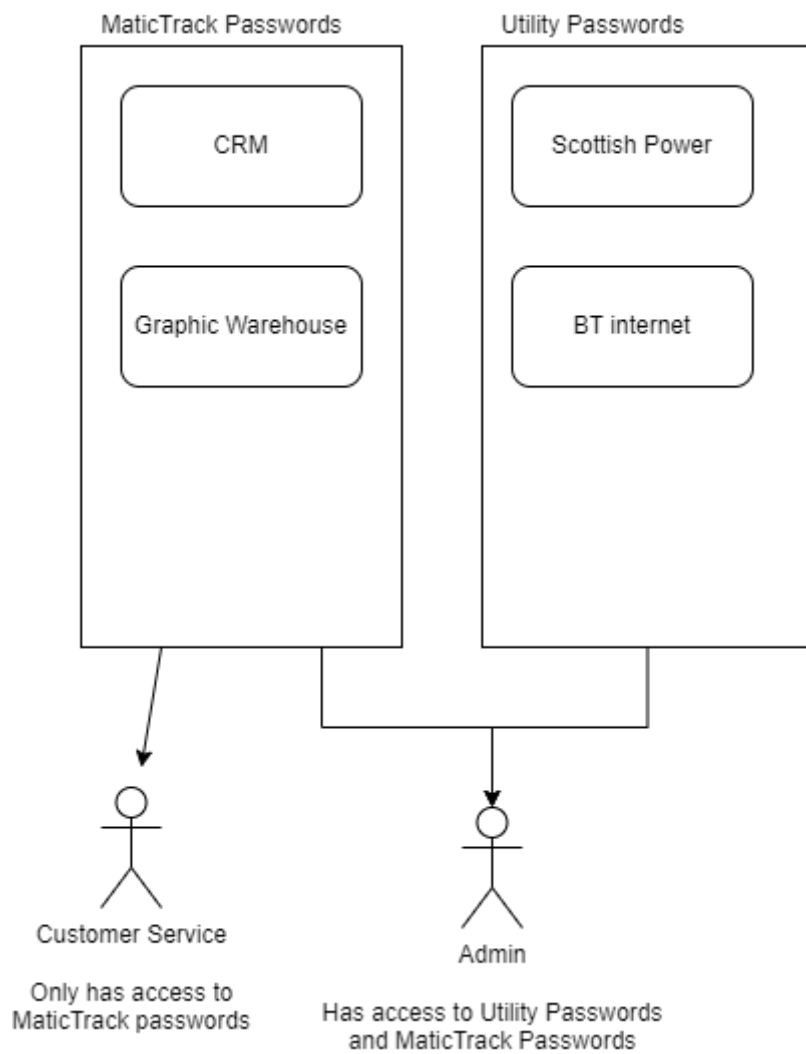 MaticTrack Passwords
Utility Passwords
CRM
Scottish Power
Graphic Warehouse
BT internet
Customer Service
Admin
Only has access to
MaticTrack passwords
Has access to Utility Passwords
and MaticTrack Passwords